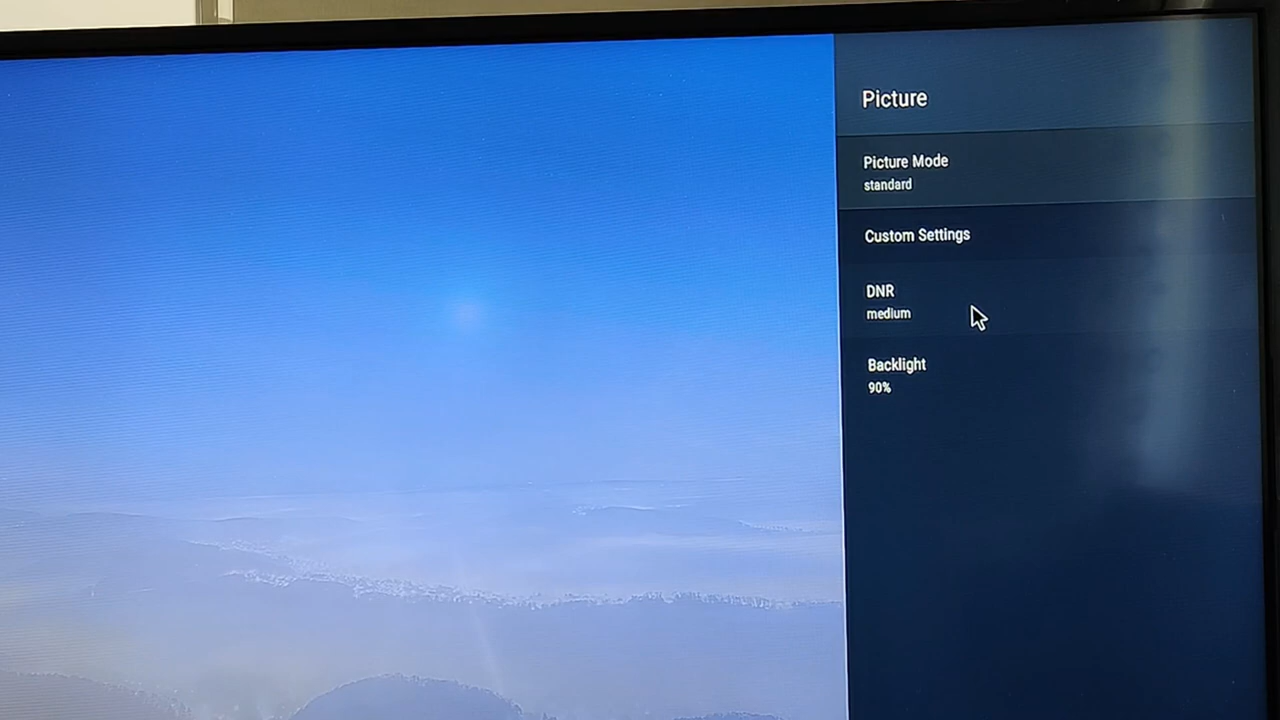 Picture
Picture Mode
standard
Custom Settings
DNR
medium
Backlight
90%